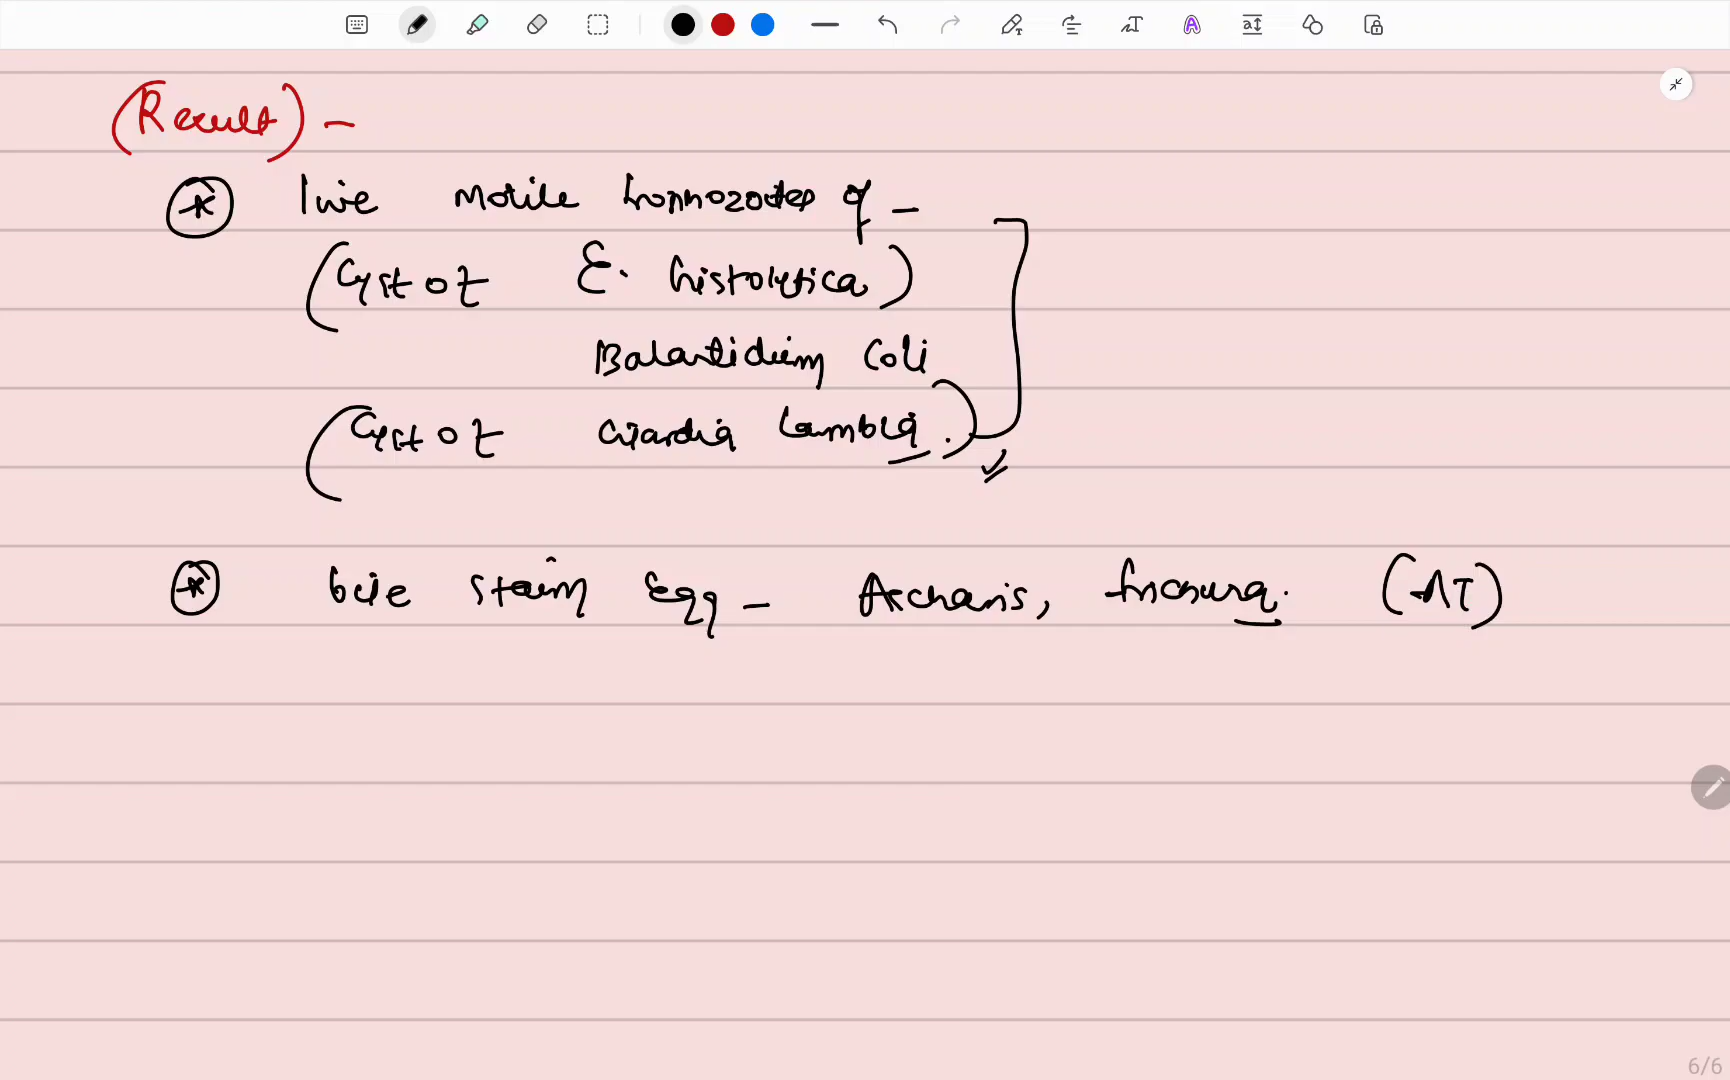 (Result) -
live motile trophozoites of -
(Cyst of E. histolytica)
Balantidium Coli
(Cyst of Giardia Lamblia.)
bile stain Egg - Ascharis, Trichura. (AT)
6/6